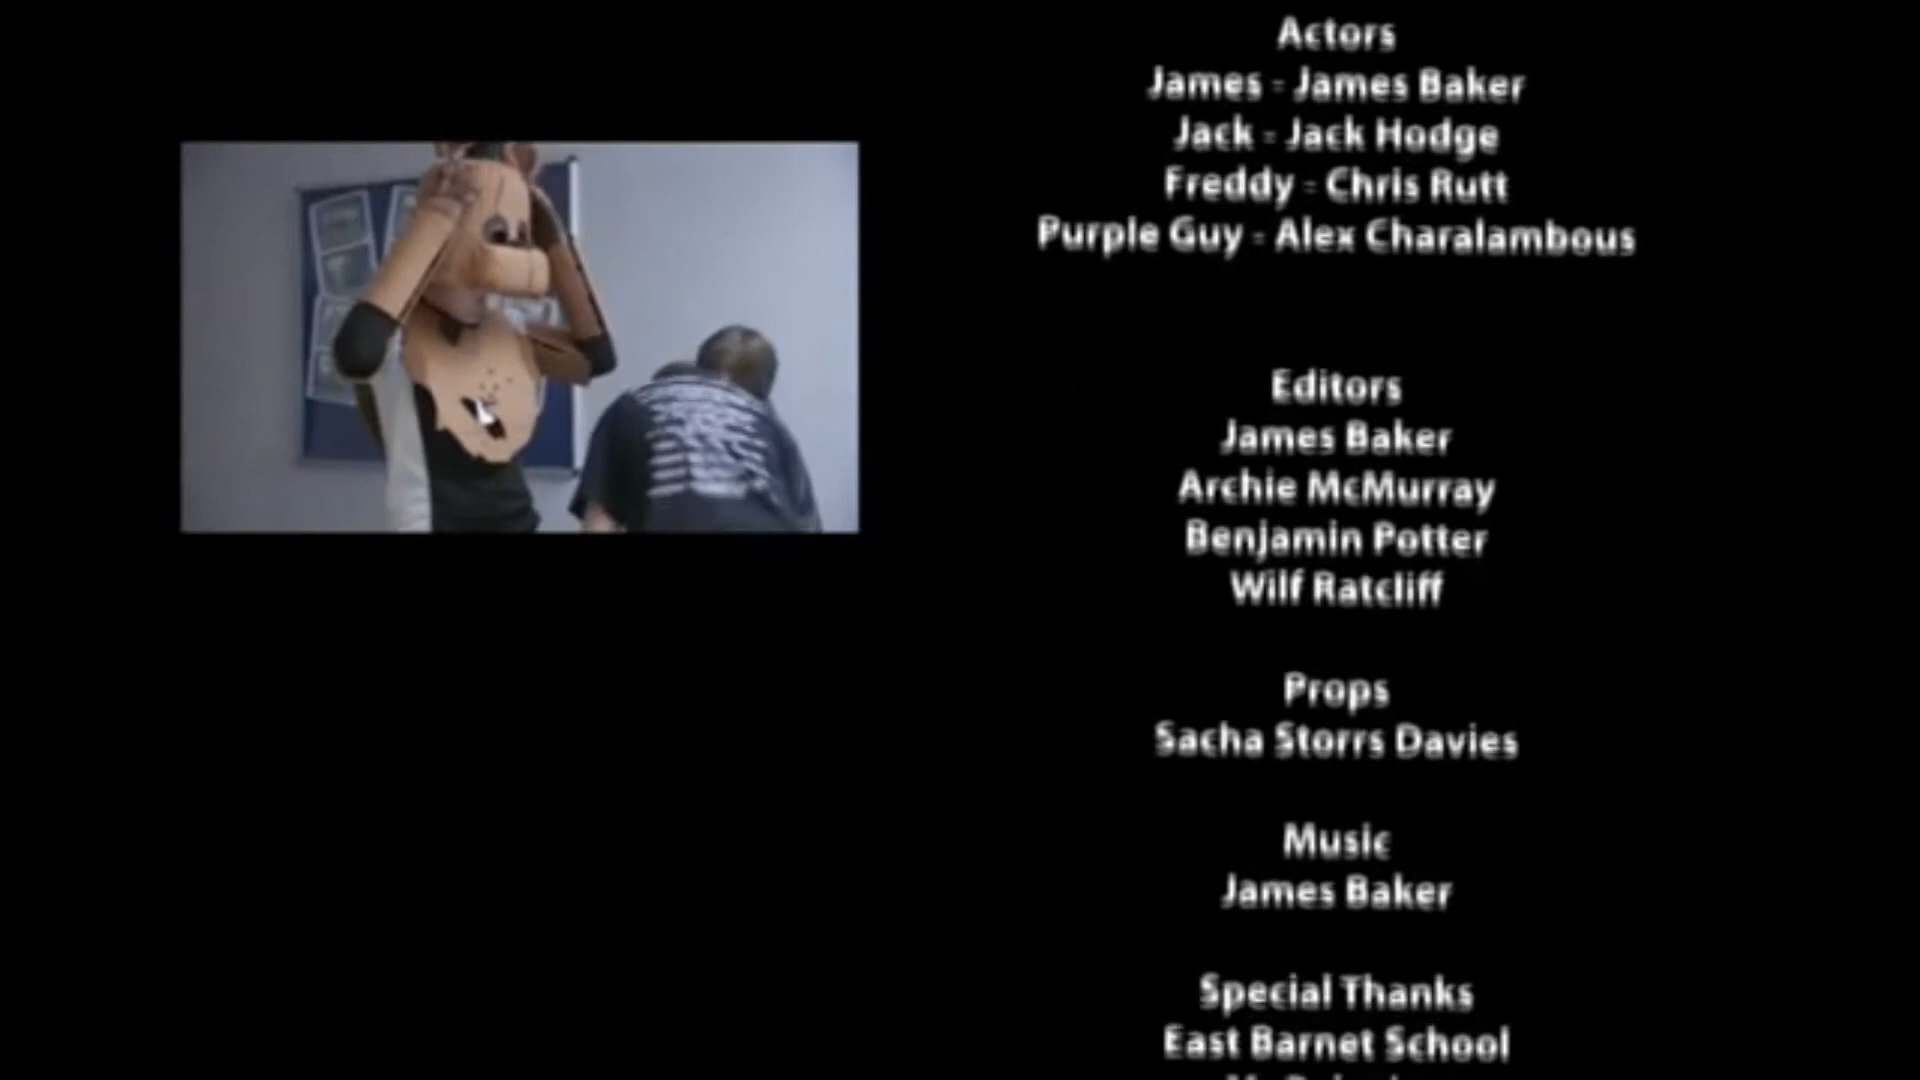 Actors
James - James Baker
Jack - Jack Hodge
Freddy - Chris Rutt
Purple Guy - Alex Charalambous
Editors
James Baker
Archie McMurray
Benjamin Potter
Wilf Ratcliff
Props
Sacha Storrs Davies
Music
James Baker
Special Thanks
East Barnet School